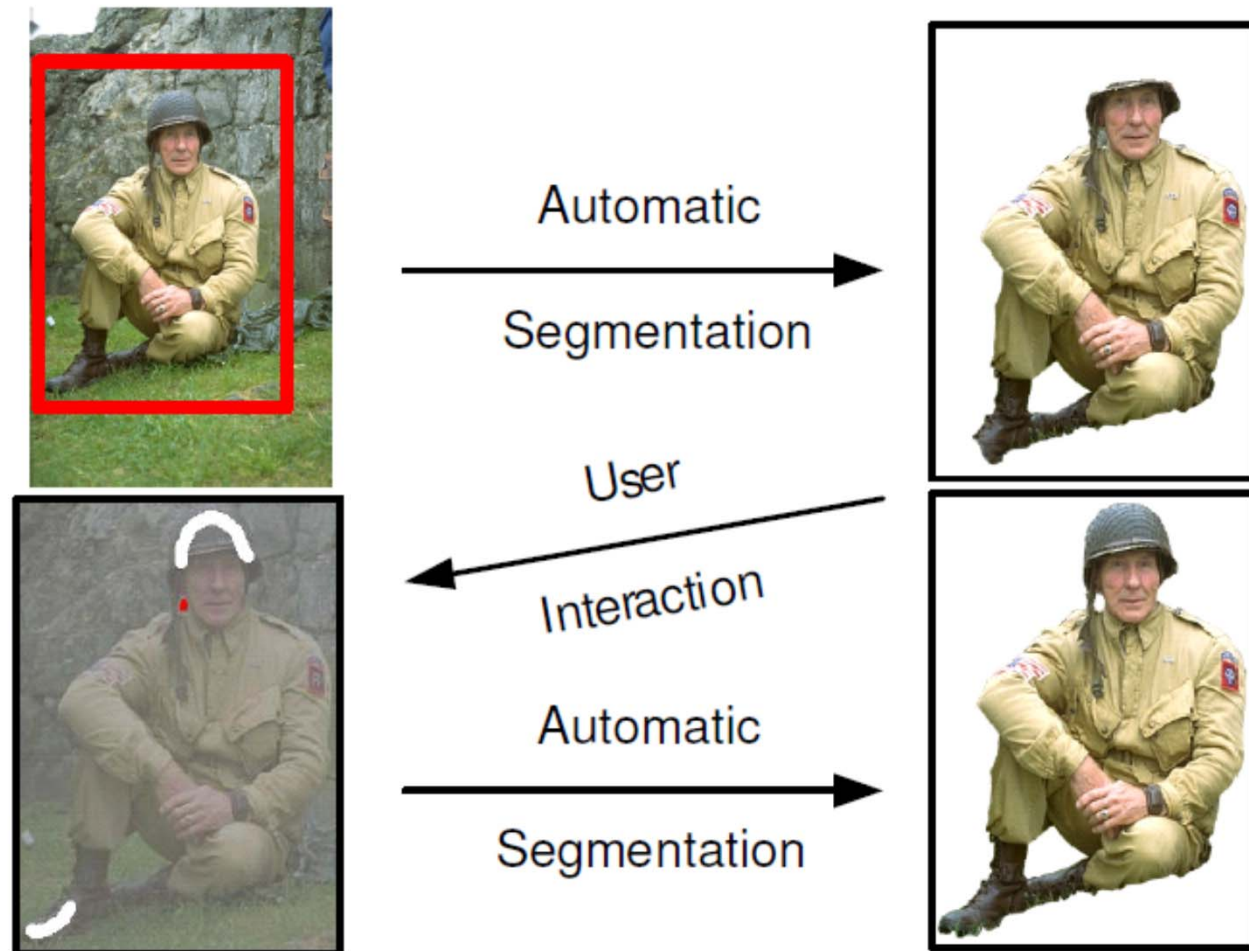 Automatic
Segmentation
User
Interaction
Automatic
Segmentation